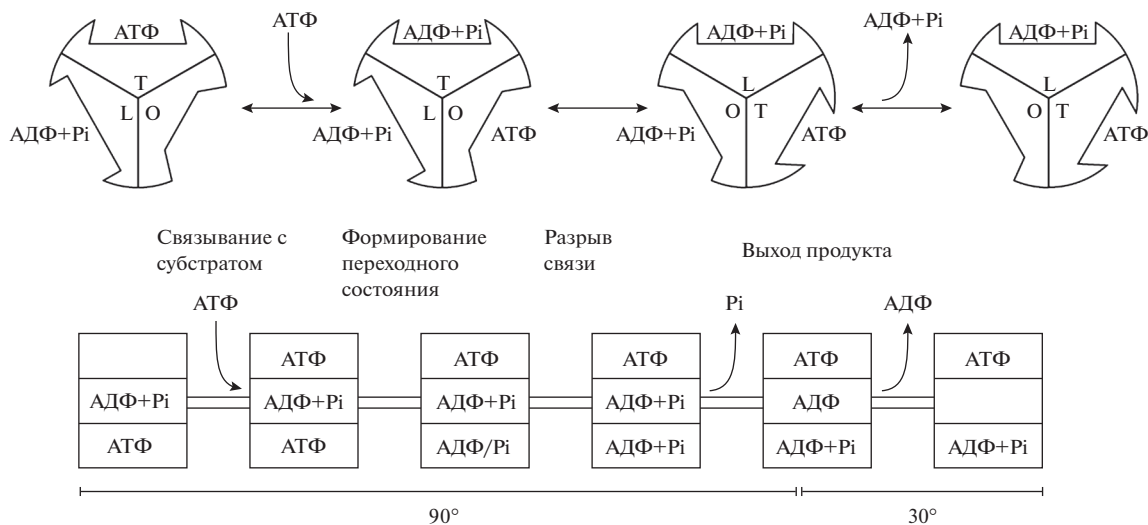 АТФ
АДФ+Pi
T
L O
АТФ
АДФ+Pi
АДФ+Pi
АТФ
T
L O
АДФ+Pi
АДФ+Pi
АТФ
L
O T
АДФ+Pi
АДФ+Pi
АТФ
L
O T
Связывание с
субстратом
Формирование
переходного
состояния
Разрыв
связи
Выход продукта
АТФ
Pi
АДФ
АТФ
АТФ
АТФ
АТФ
АТФ
АДФ+Pi
АДФ+Pi
АДФ+Pi
АДФ+Pi
АДФ
АТФ
АТФ
АДФ/Pi
АДФ+Pi
АДФ+Pi
АДФ+Pi
90°
30°